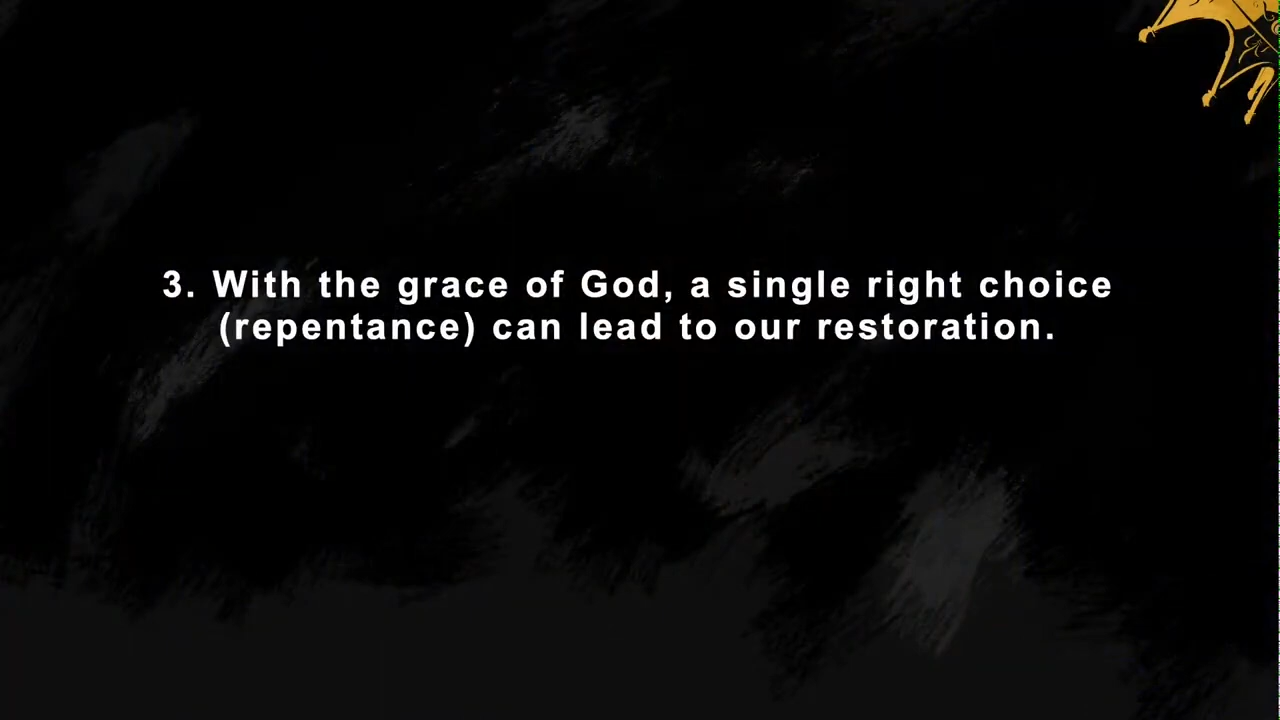 3. With the grace of God, a single right choice
(repentance) can lead to our restoration.